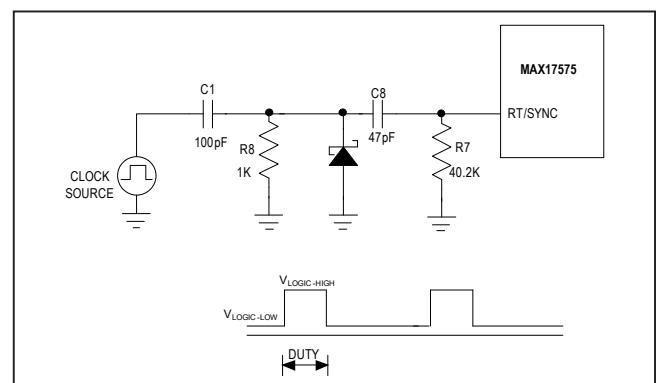 MAX17575
RT/SYNC
C1
100pF
R8
1K
C8
47pF
R7
40.2K
CLOCK
SOURCE
VLOGIC-HIGH
VLOGIC-LOW
DUTY